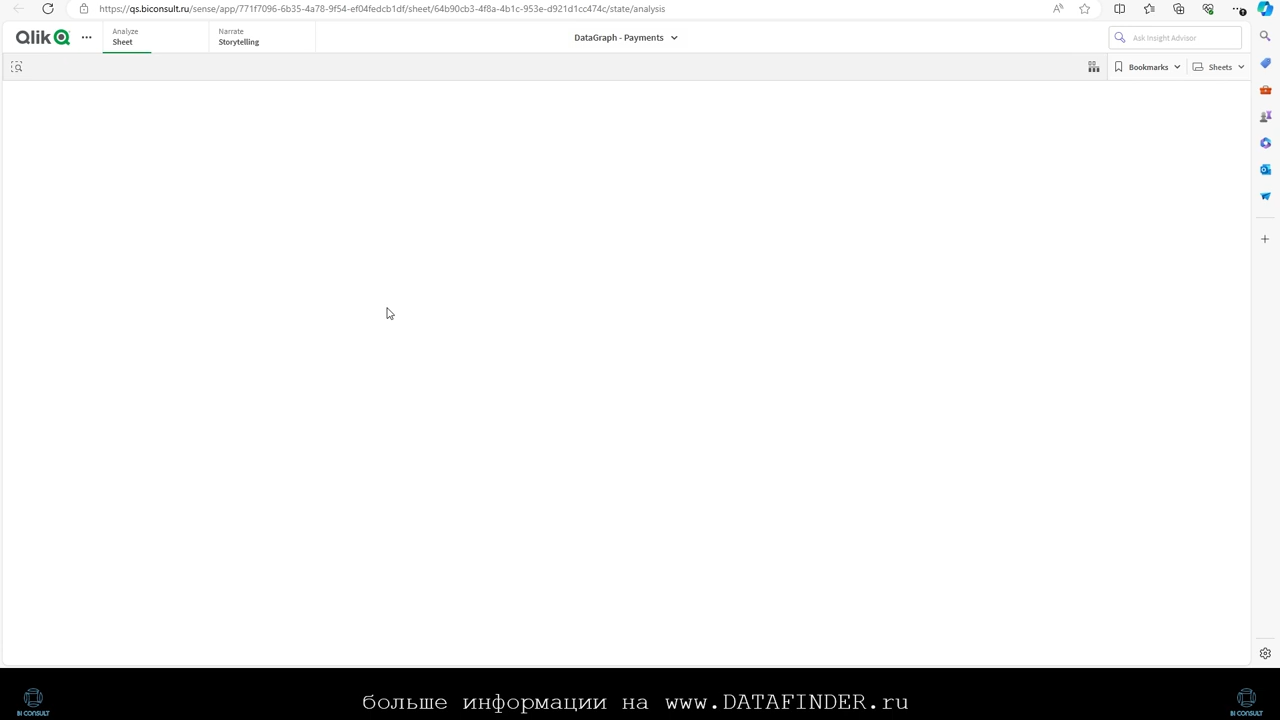 https://qs.biconsult.ru/sense/app/771f7096-6b35-4a78-9f54-ef04fedcb1df/sheet/64b90cb3-4f8a-4b1c-953e-d921d1cc474c/state/analysis
Qlik
Analyze
Sheet
Narrate
Storytelling
DataGraph - Payments
Ask Insight Advisor
Bookmarks
Sheets
больше информации на www.DATAFINDER.ru
BI CONSULT
BI CONSULT